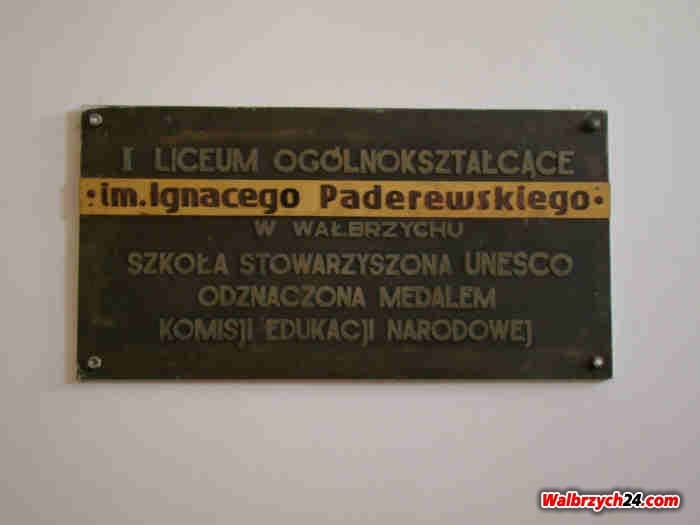 I LICEUM OGÓLNOKSZTAŁCĄCE
• im. Ignacego Paderewskiego •
W WAŁBRZYCHU
SZKOŁA STOWARZYSZONA UNESCO
ODZNACZONA MEDALEM
KOMISJI EDUKACJI NARODOWEJ
Walbrzych24.com